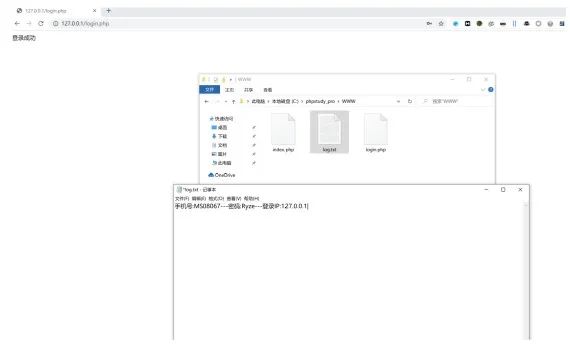 127.0.0.1/login.php
127.0.0.1/login.php
登录成功
WWW
文件 主页 共享 查看
此电脑 > 本地磁盘 (C:) > phpstudy_pro > WWW
搜索"WWW"
快速访问
桌面
下载
文档
图片
此电脑
OneDrive
index.php log.txt login.php
*log.txt - 记事本
文件(F) 编辑(E) 格式(O) 查看(V) 帮助(H)
手机号:MS08067---密码:Ryze---登录IP:127.0.0.1